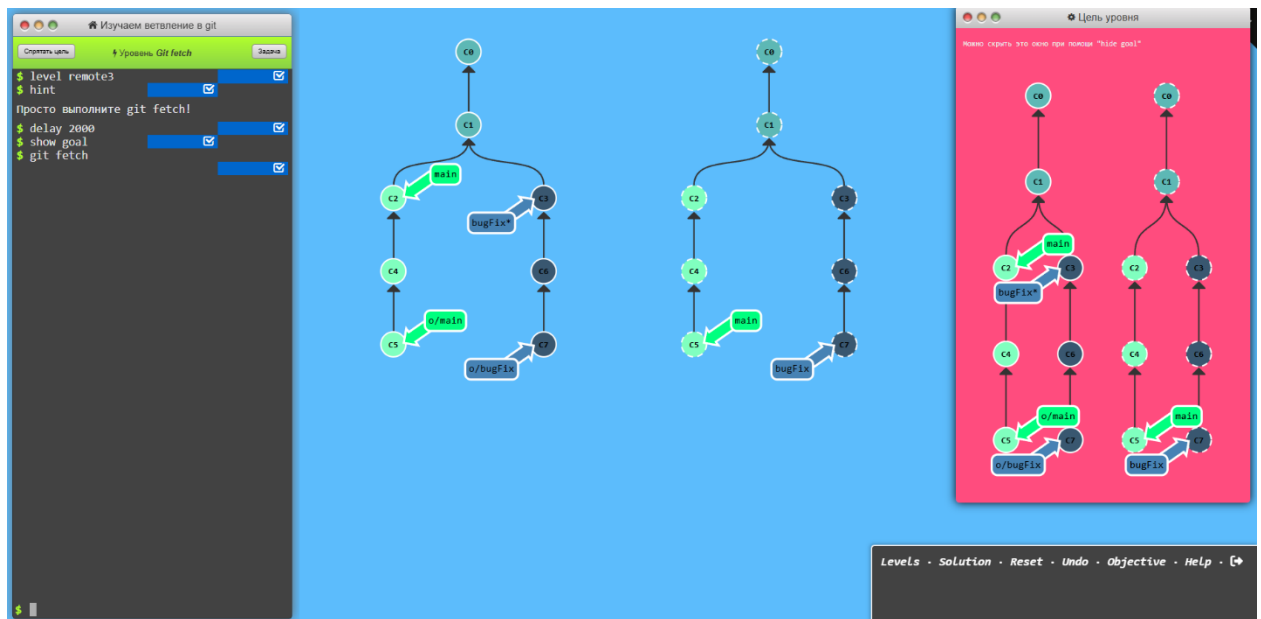 Изучаем ветвление в git
Спрятать цель
Уровень Git fetch
Задача
$ level remote3
$ hint
Просто выполните git fetch!
$ delay 2000
$ show goal
$ git fetch
$
C0
C1
main
C2
C3
bugFix*
C4
C6
o/main
C5
C7
o/bugFix
C0
C1
C2
C3
C4
C6
main
C5
C7
bugFix
Цель уровня
Можно скрыть это окно при помощи "hide goal"
C0
C0
C1
C1
main
C2
C3
C2
C3
bugFix*
C4
C6
C4
C6
o/main
main
C5
C7
C5
C7
o/bugFix
bugFix
Levels · Solution · Reset · Undo · Objective · Help ·